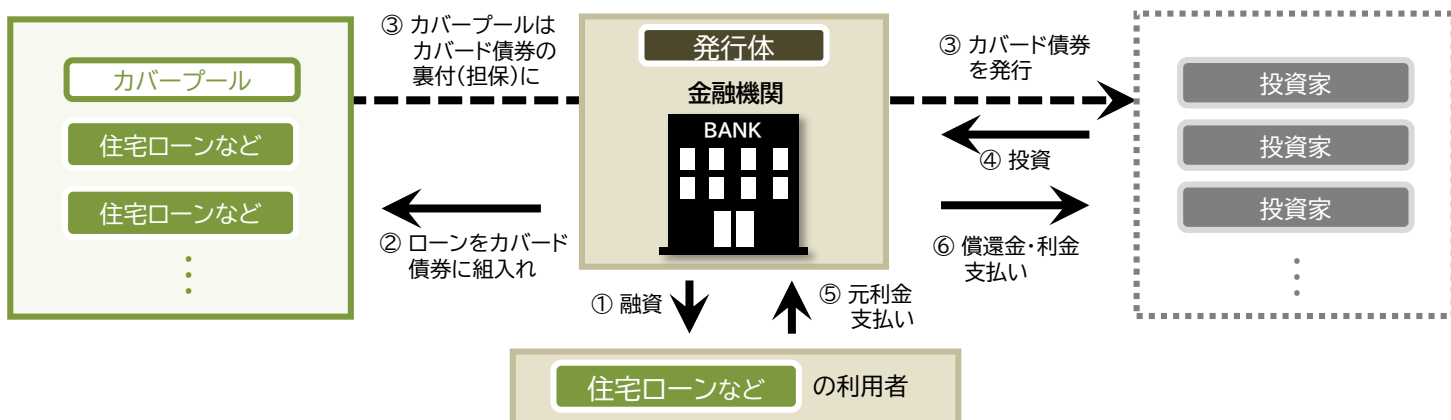 カバープール
住宅ローンなど
住宅ローンなど
③ カバープールは
カバード債券の
裏付(担保)に
② ローンをカバード
債券に組入れ
発行体
金融機関
BANK
① 融資
⑤ 元利金
支払い
住宅ローンなど の利用者
③ カバード債券
を発行
④ 投資
⑥ 償還金・利金
支払い
投資家
投資家
投資家